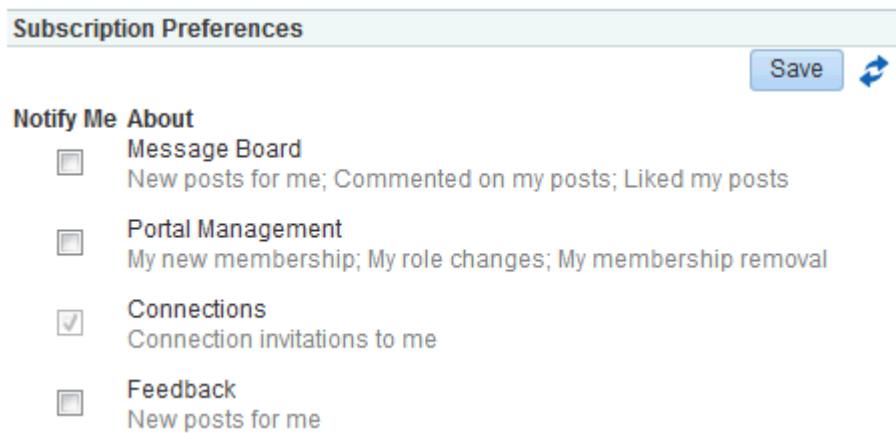 Subscription Preferences
Save
Notify Me About
Message Board
New posts for me; Commented on my posts; Liked my posts
Portal Management
My new membership; My role changes; My membership removal
Connections
Connection invitations to me
Feedback
New posts for me